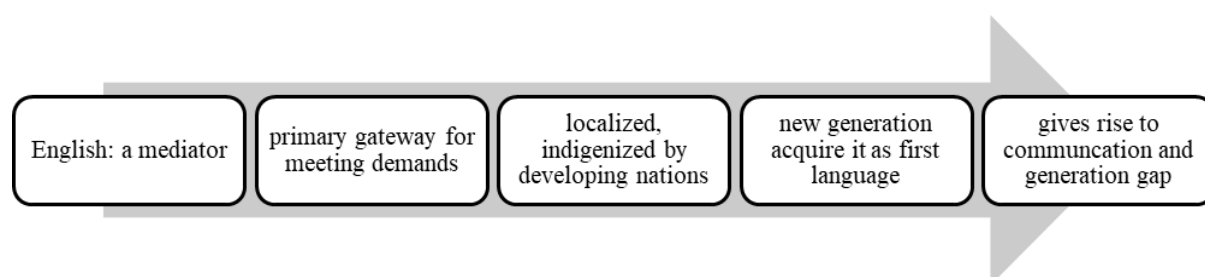 English: a mediator
primary gateway for
meeting demands
localized,
indigenized by
developing nations
new generation
acquire it as first
language
gives rise to
communcation and
generation gap